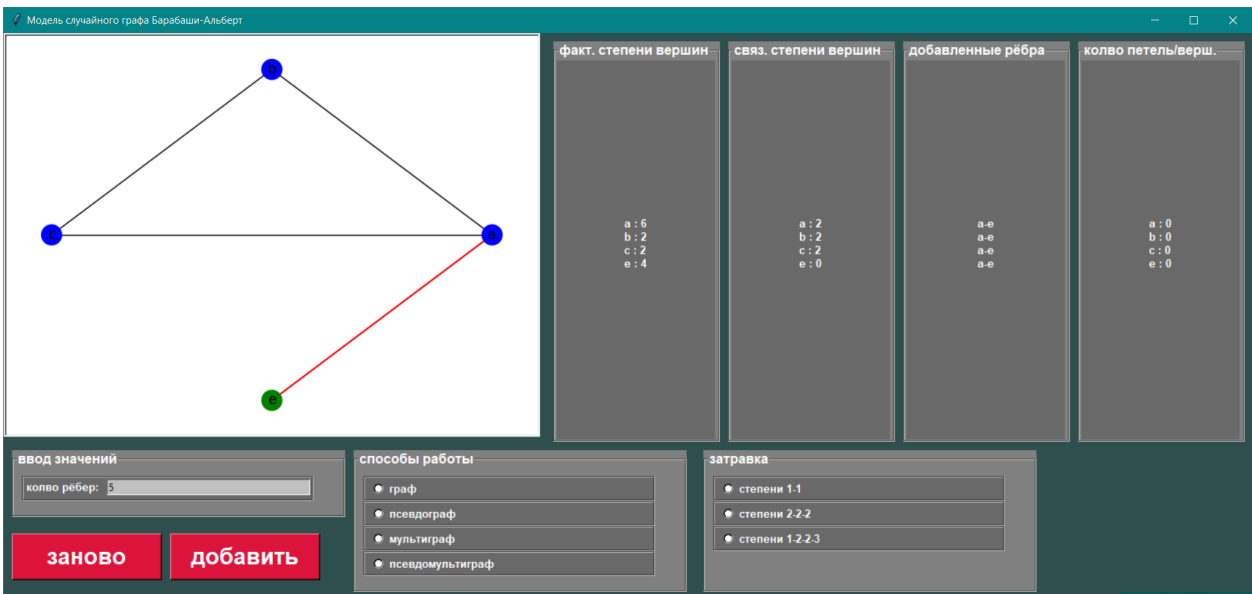 Модель случайного графа Барабаши-Альберт
b
c
a
e
факт. степени вершин
a : 6
b : 2
c : 2
e : 4
связ. степени вершин
a : 2
b : 2
c : 2
e : 0
добавленные рёбра
a-e
a-e
a-e
a-e
колво петель/верш.
a : 0
b : 0
c : 0
e : 0
ввод значений
колво рёбер: 5
заново
добавить
способы работы
граф
псевдограф
мультиграф
псевдомультиграф
затравка
степени 1-1
степени 2-2-2
степени 1-2-2-3